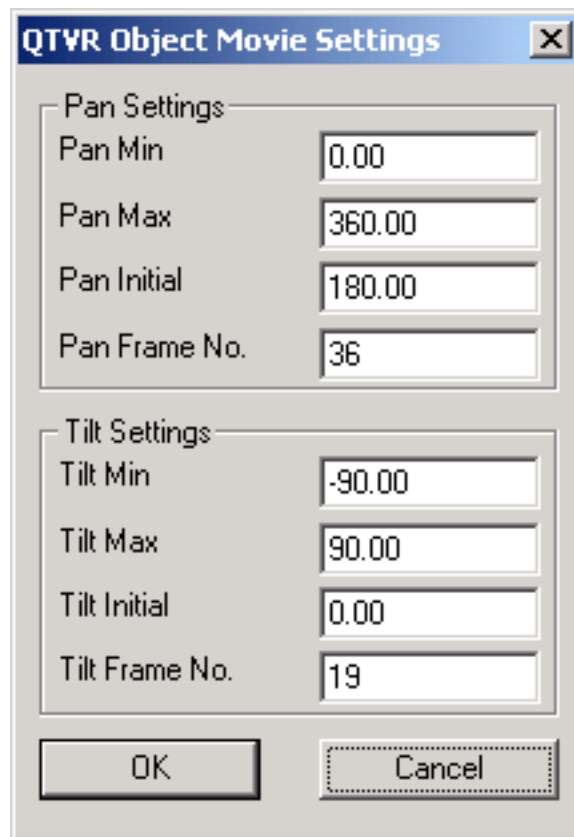 QTVR Object Movie Settings
Pan Settings
Pan Min 0.00
Pan Max 360.00
Pan Initial 180.00
Pan Frame No. 36
Tilt Settings
Tilt Min -90.00
Tilt Max 90.00
Tilt Initial 0.00
Tilt Frame No. 19
OK Cancel